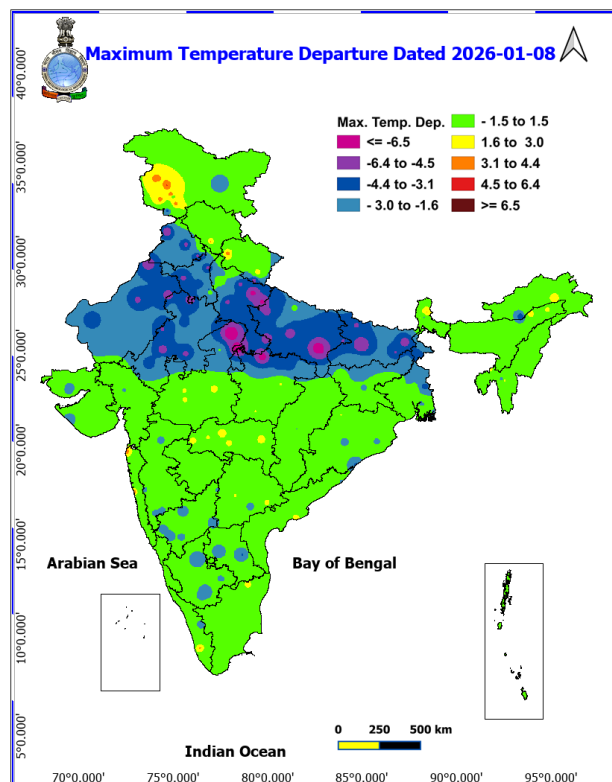 Maximum Temperature Departure Dated 2026-01-08
Max. Temp. Dep.
<= -6.5
-6.4 to -4.5
-4.4 to -3.1
- 3.0 to -1.6
- 1.5 to 1.5
1.6 to 3.0
3.1 to 4.4
4.5 to 6.4
>= 6.5
40°0.000'
35°0.000'
30°0.000'
25°0.000'
20°0.000'
15°0.000'
10°0.000'
5°0.000'
Arabian Sea
Bay of Bengal
0 250 500 km
Indian Ocean
70°0.000' 75°0.000' 80°0.000' 85°0.000' 90°0.000' 95°0.000'